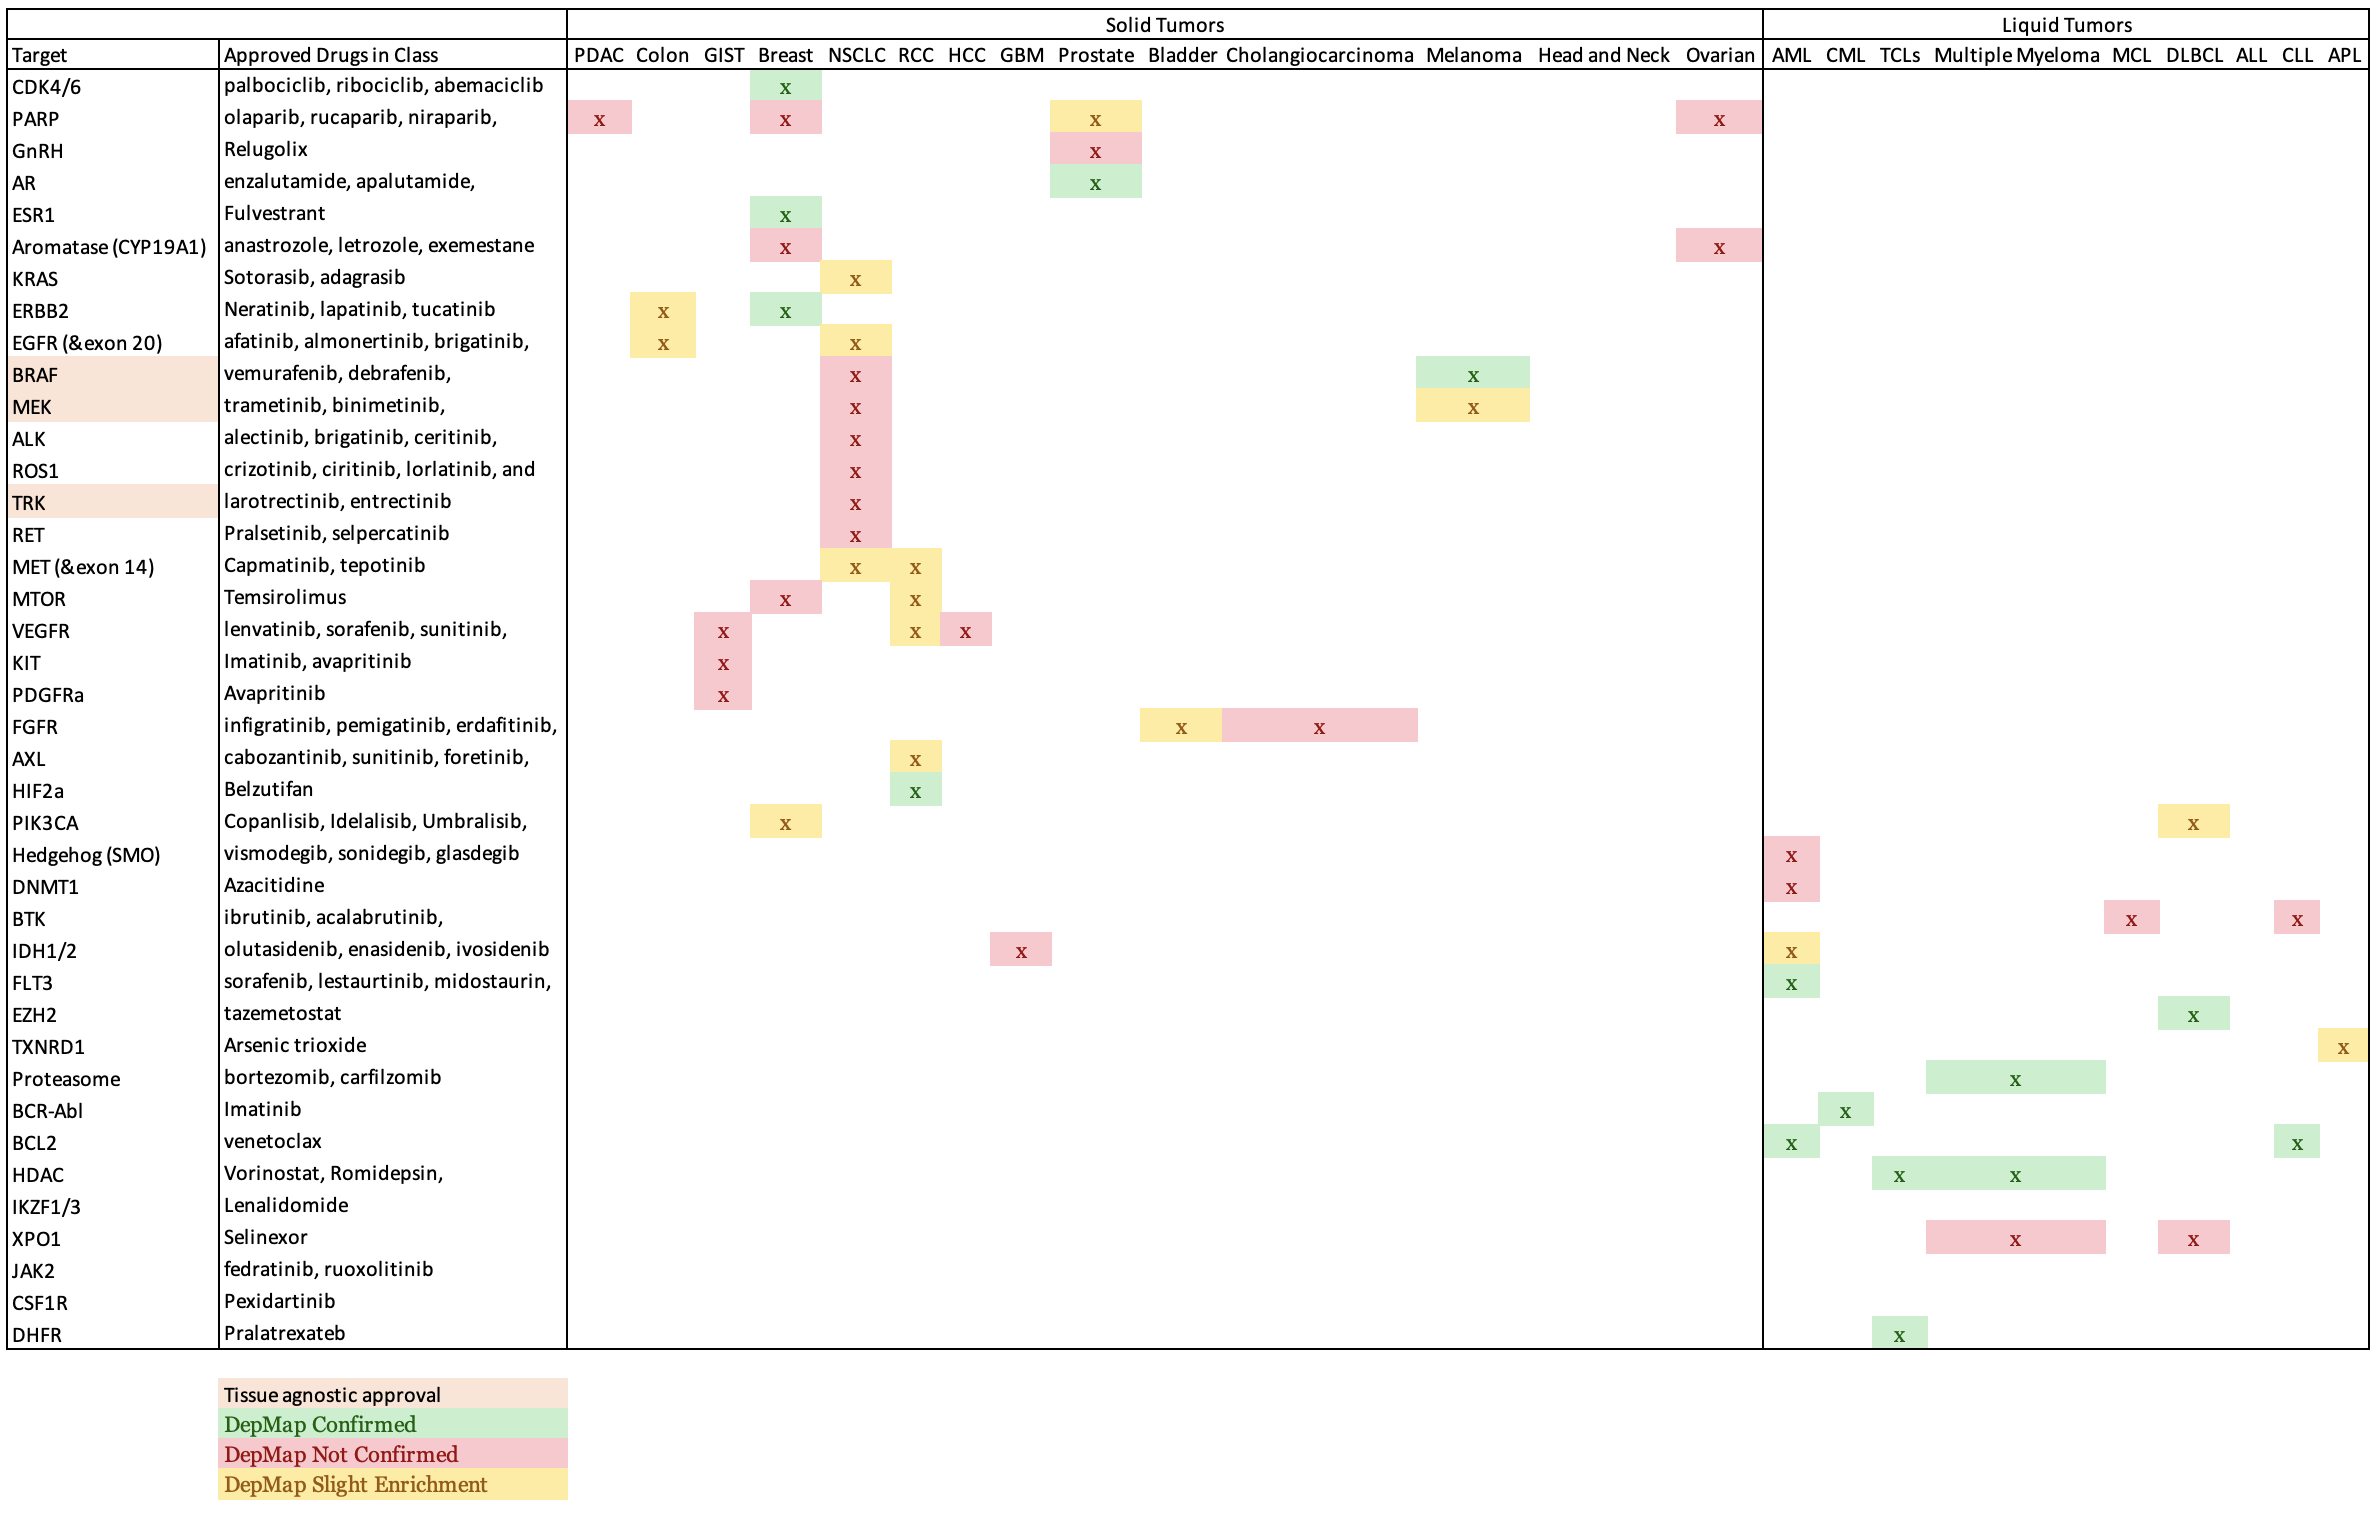 Solid Tumors Liquid Tumors
Target Approved Drugs in Class PDAC Colon GIST Breast NSCLC RCC HCC GBM Prostate Bladder Cholangiocarcinoma Melanoma Head and Neck Ovarian AML CML TCLs Multiple Myeloma MCL DLBCL ALL CLL APL
CDK4/6 palbociclib, ribociclib, abemaciclib x
PARP olaparib, rucaparib, niraparib, x x x x
GnRH Relugolix x
AR enzalutamide, apalutamide, x
ESR1 Fulvestrant x
Aromatase (CYP19A1) anastrozole, letrozole, exemestane x x
KRAS Sotorasib, adagrasib x
ERBB2 Neratinib, lapatinib, tucatinib x x
EGFR (&exon 20) afatinib, almonertinib, brigatinib, x x
BRAF vemurafenib, debrafenib, x x
MEK trametinib, binimetinib, x x
ALK alectinib, brigatinib, ceritinib, x
ROS1 crizotinib, ciritinib, lorlatinib, and x
TRK larotrectinib, entrectinib x
RET Pralsetinib, selpercatinib x
MET (&exon 14) Capmatinib, tepotinib x x
MTOR Temsirolimus x x
VEGFR lenvatinib, sorafenib, sunitinib, x x x
KIT Imatinib, avapritinib x
PDGFRa Avapritinib x
FGFR infigratinib, pemigatinib, erdafitinib, x x
AXL cabozantinib, sunitinib, foretinib, x
HIF2a Belzutifan x
PIK3CA Copanlisib, Idelalisib, Umbralisib, x x
Hedgehog (SMO) vismodegib, sonidegib, glasdegib x
DNMT1 Azacitidine x
BTK ibrutinib, acalabrutinib, x x
IDH1/2 olutasidenib, enasidenib, ivosidenib x x
FLT3 sorafenib, lestaurtinib, midostaurin, x
EZH2 tazemetostat x
TXNRD1 Arsenic trioxide x
Proteasome bortezomib, carfilzomib x
BCR-Abl Imatinib x
BCL2 venetoclax x x
HDAC Vorinostat, Romidepsin, x x
IKZF1/3 Lenalidomide
XPO1 Selinexor x x
JAK2 fedratinib, ruoxolitinib
CSF1R Pexidartinib
DHFR Pralatrexateb x
Tissue agnostic approval
DepMap Confirmed
DepMap Not Confirmed
DepMap Slight Enrichment